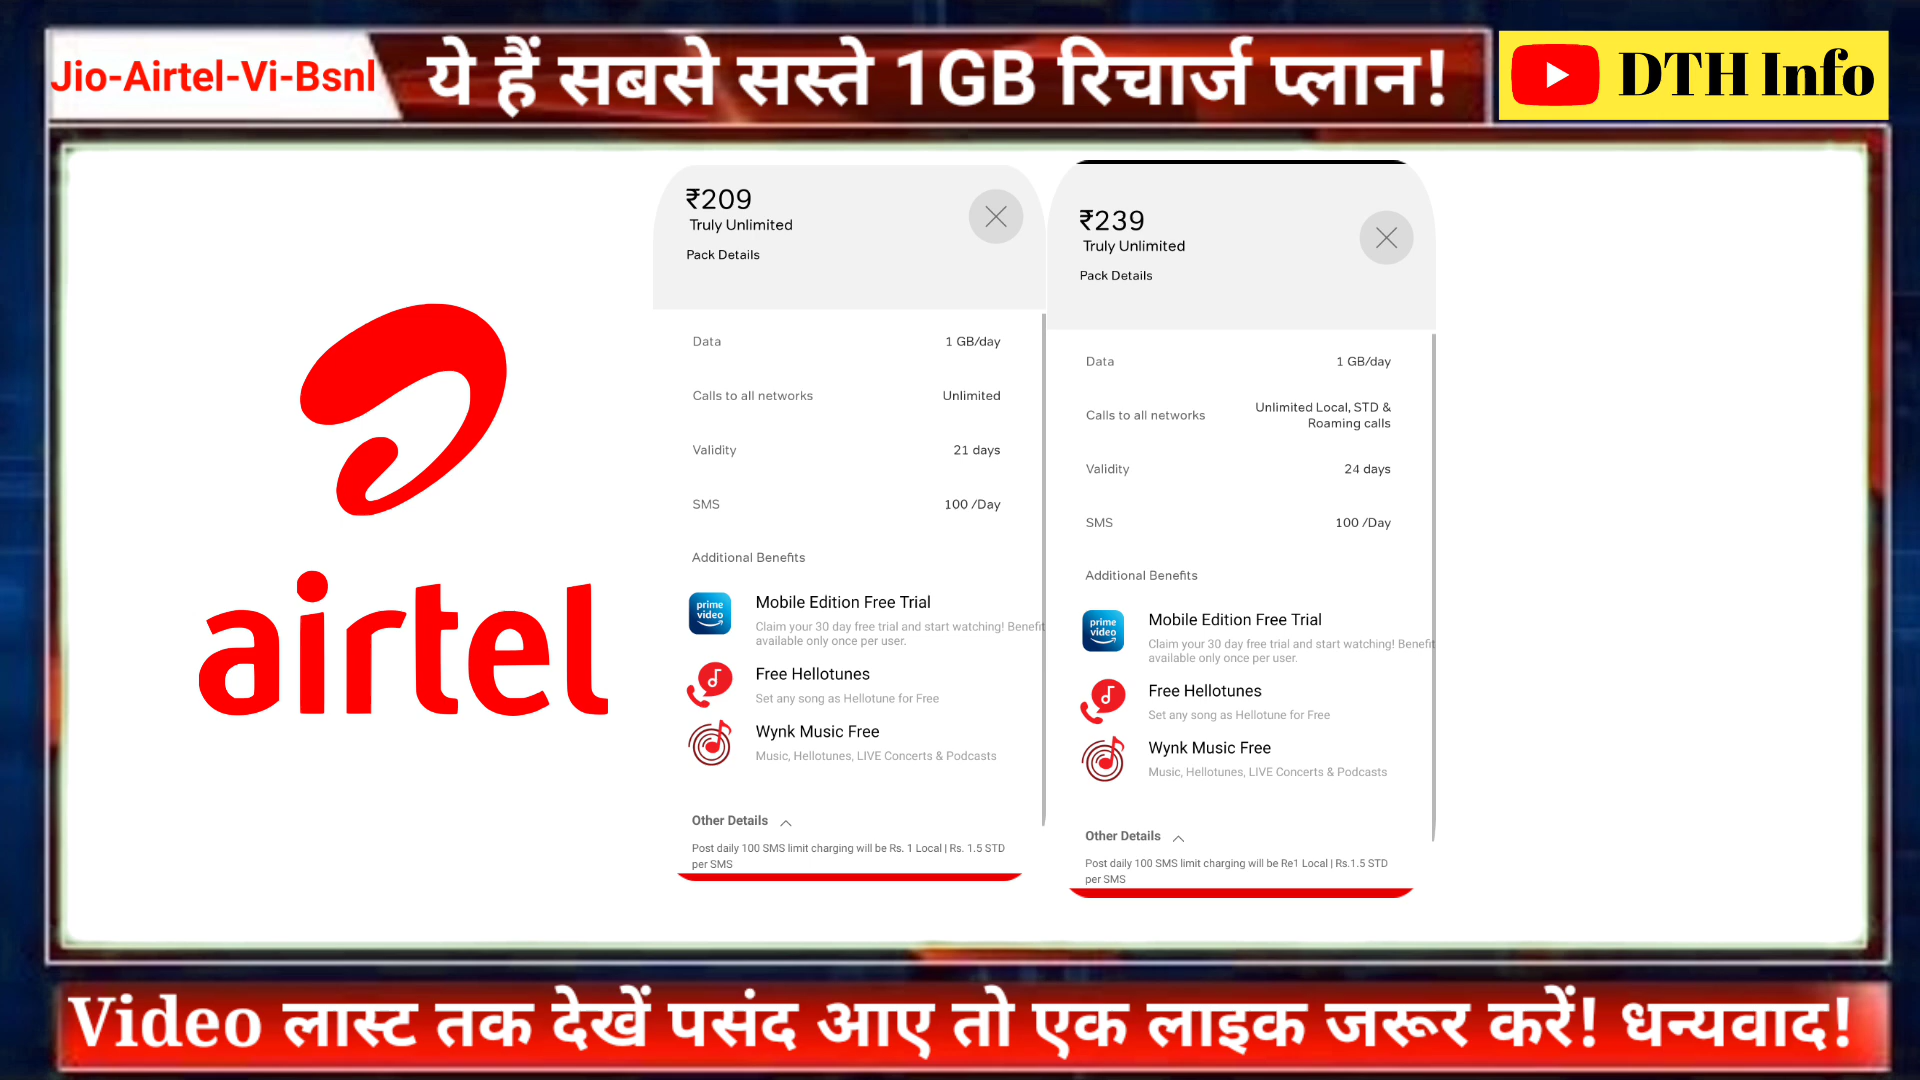 Jio-Airtel-Vi-Bsnl
ये हैं सबसे सस्ते 1GB रिचार्ज प्लान!
DTH Info
airtel
₹209
Truly Unlimited
Pack Details
Data 1 GB/day
Calls to all networks Unlimited
Validity 21 days
SMS 100 /Day
Additional Benefits
prime
video
Mobile Edition Free Trial
Claim your 30 day free trial and start watching! Benefit
available only once per user.
Free Hellotunes
Set any song as Hellotune for Free
Wynk Music Free
Music, Hellotunes, LIVE Concerts & Podcasts
Other Details
Post daily 100 SMS limit charging will be Rs. 1 Local | Rs. 1.5 STD
per SMS
₹239
Truly Unlimited
Pack Details
Data 1 GB/day
Calls to all networks Unlimited Local, STD &
Roaming calls
Validity 24 days
SMS 100 /Day
Additional Benefits
prime
video
Mobile Edition Free Trial
Claim your 30 day free trial and start watching! Benefit
available only once per user.
Free Hellotunes
Set any song as Hellotune for Free
Wynk Music Free
Music, Hellotunes, LIVE Concerts & Podcasts
Other Details
Post daily 100 SMS limit charging will be Re1 Local | Rs.1.5 STD
per SMS
Video लास्ट तक देखें पसंद आए तो एक लाइक जरूर करें! धन्यवाद!